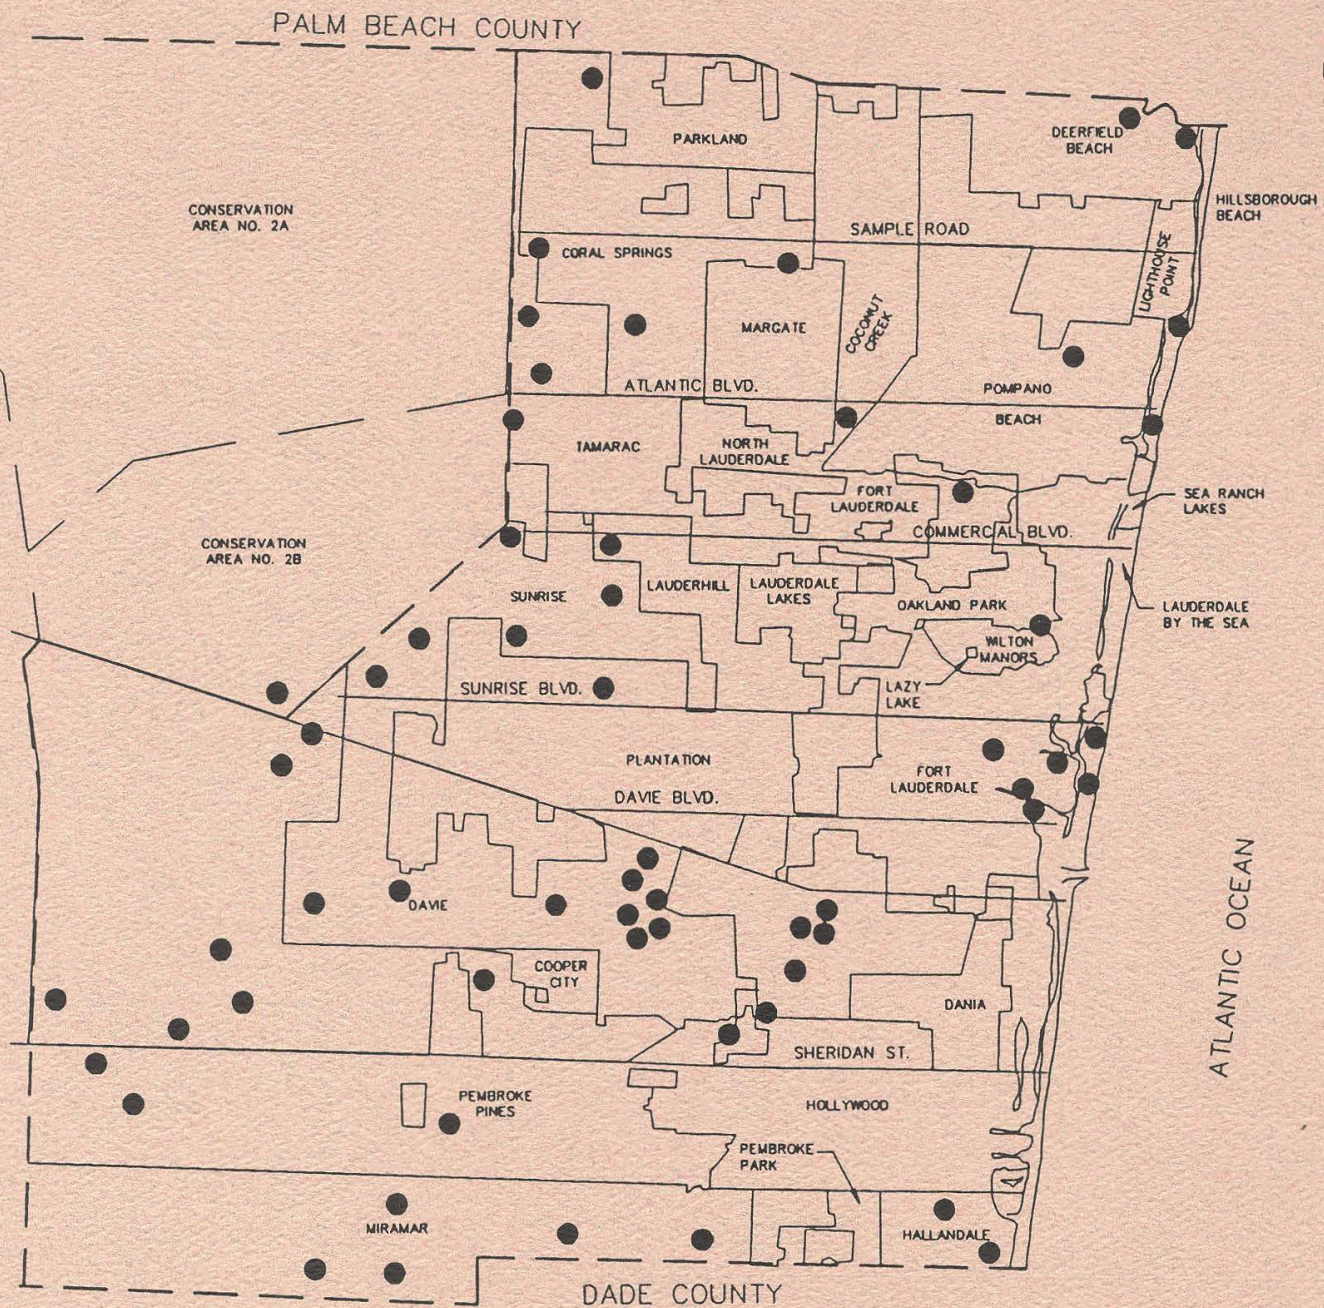 PALM BEACH COUNTY
PARKLAND
DEERFIELD
BEACH
CONSERVATION
AREA NO. 2A
HILLSBOROUGH
BEACH
SAMPLE ROAD
CORAL SPRINGS
LIGHTHOUSE
POINT
MARGATE
COCONUT
CREEK
ATLANTIC BLVD.
POMPANO
BEACH
TAMARAC
NORTH
LAUDERDALE
FORT
LAUDERDALE
SEA RANCH
LAKES
COMMERCIAL BLVD.
CONSERVATION
AREA NO. 2B
SUNRISE
LAUDERHILL
LAUDERDALE
LAKES
OAKLAND PARK
LAUDERDALE
BY THE SEA
WILTON
MANORS
LAZY
LAKE
SUNRISE BLVD.
PLANTATION
FORT
LAUDERDALE
DAVIE BLVD.
DAVIE
ATLANTIC OCEAN
COOPER
CITY
DANIA
SHERIDAN ST.
PEMBROKE
PINES
HOLLYWOOD
PEMBROKE
PARK
MIRAMAR
HALLANDALE
DADE COUNTY